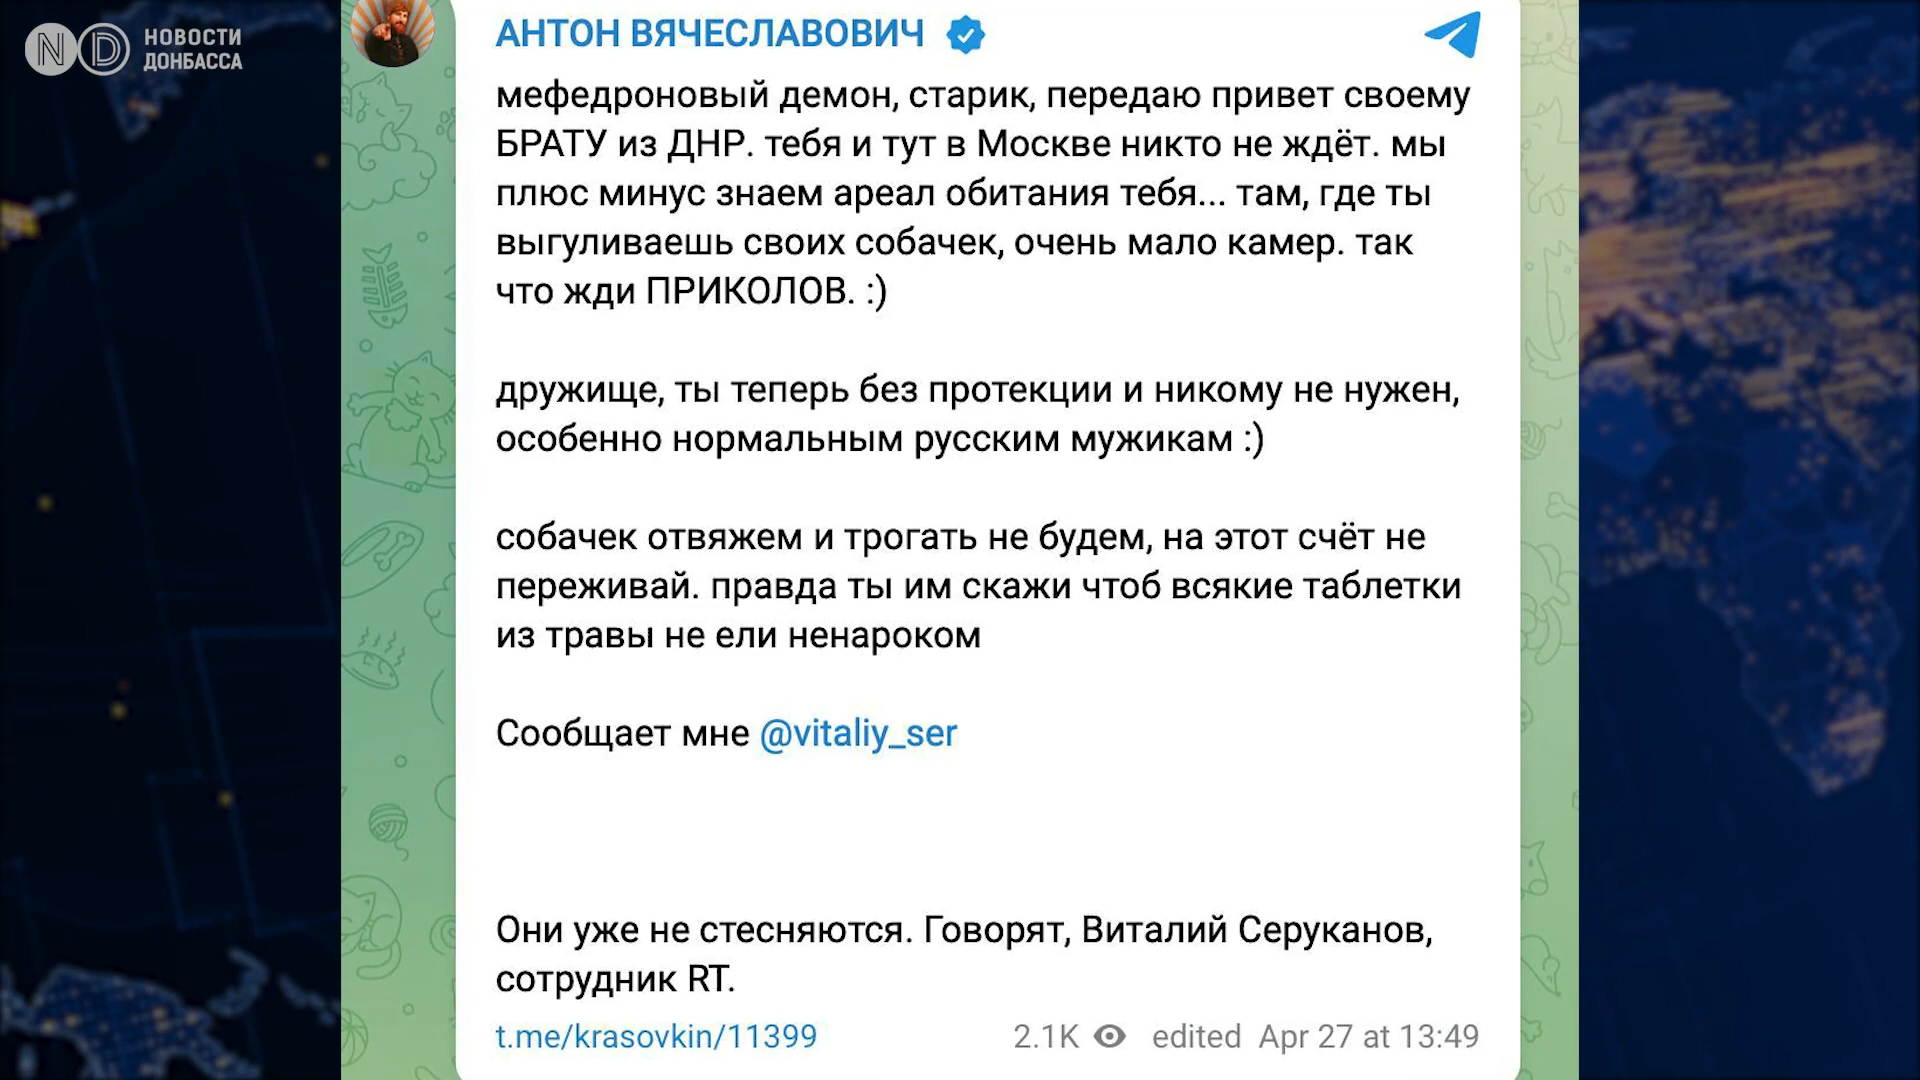 НОВОСТИ
ДОНБАССА
АНТОН ВЯЧЕСЛАВОВИЧ
мефедроновый демон, старик, передаю привет своему
БРАТУ из ДНР. тебя и тут в Москве никто не ждёт. мы
плюс минус знаем ареал обитания тебя... там, где ты
выгуливаешь своих собачек, очень мало камер. так
что жди ПРИКОЛОВ. :)
дружище, ты теперь без протекции и никому не нужен,
особенно нормальным русским мужикам :)
собачек отвяжем и трогать не будем, на этот счёт не
переживай. правда ты им скажи чтоб всякие таблетки
из травы не ели ненароком
Сообщает мне @vitaliy_ser
Они уже не стесняются. Говорят, Виталий Серуканов,
сотрудник RT.
t.me/krasovkin/11399 2.1K edited Apr 27 at 13:49